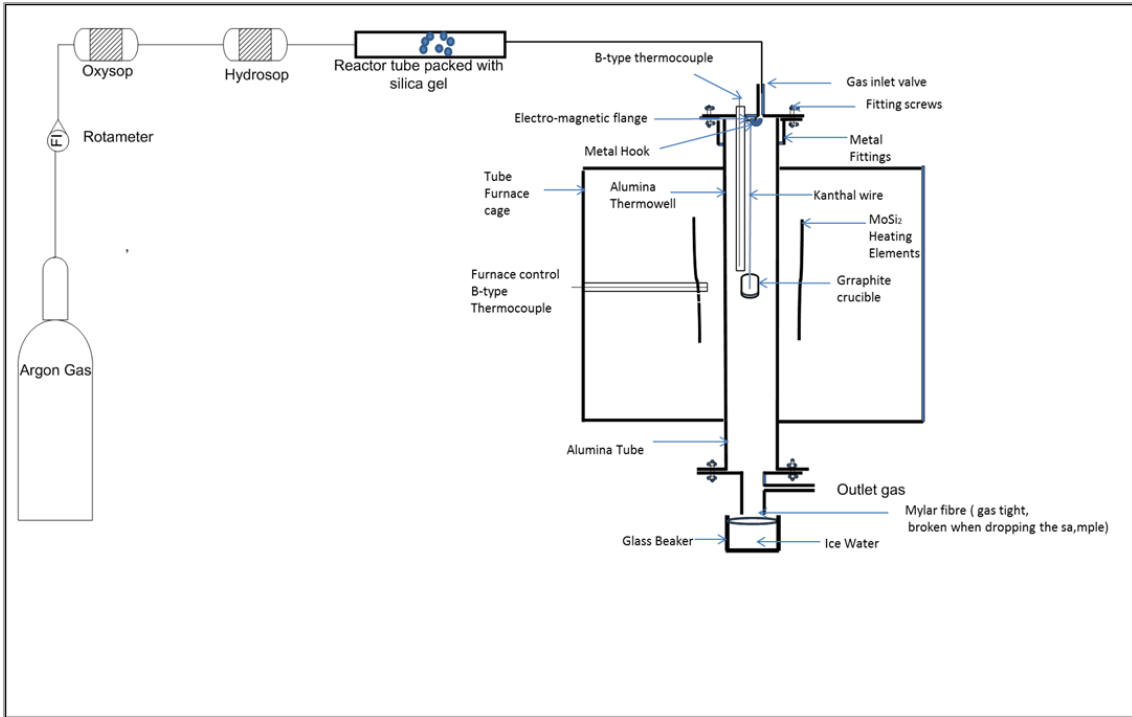 Oxysop
Hydrosop
Reactor tube packed with
silica gel
FI
Rotameter
Argon Gas
B-type thermocouple
Gas inlet valve
Fitting screws
Electro-magnetic flange
Metal Hook
Metal
Fittings
Tube
Furnace
cage
Alumina
Thermowell
Kanthal wire
MoSi₂
Heating
Elements
Furnace control
B-type
Thermocouple
Grraphite
crucible
Alumina Tube
Outlet gas
Mylar fibre ( gas tight,
broken when dropping the sa,mple)
Glass Beaker
Ice Water